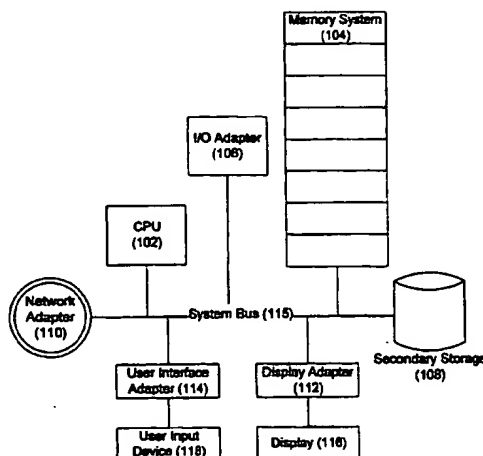 Memory System
(104)
I/O Adapter
(106)
CPU
(102)
Network
Adapter
(110)
System Bus (115)
Secondary Storage
(108)
User Interface
Adapter (114)
Display Adapter
(112)
User Input
Device (118)
Display (116)